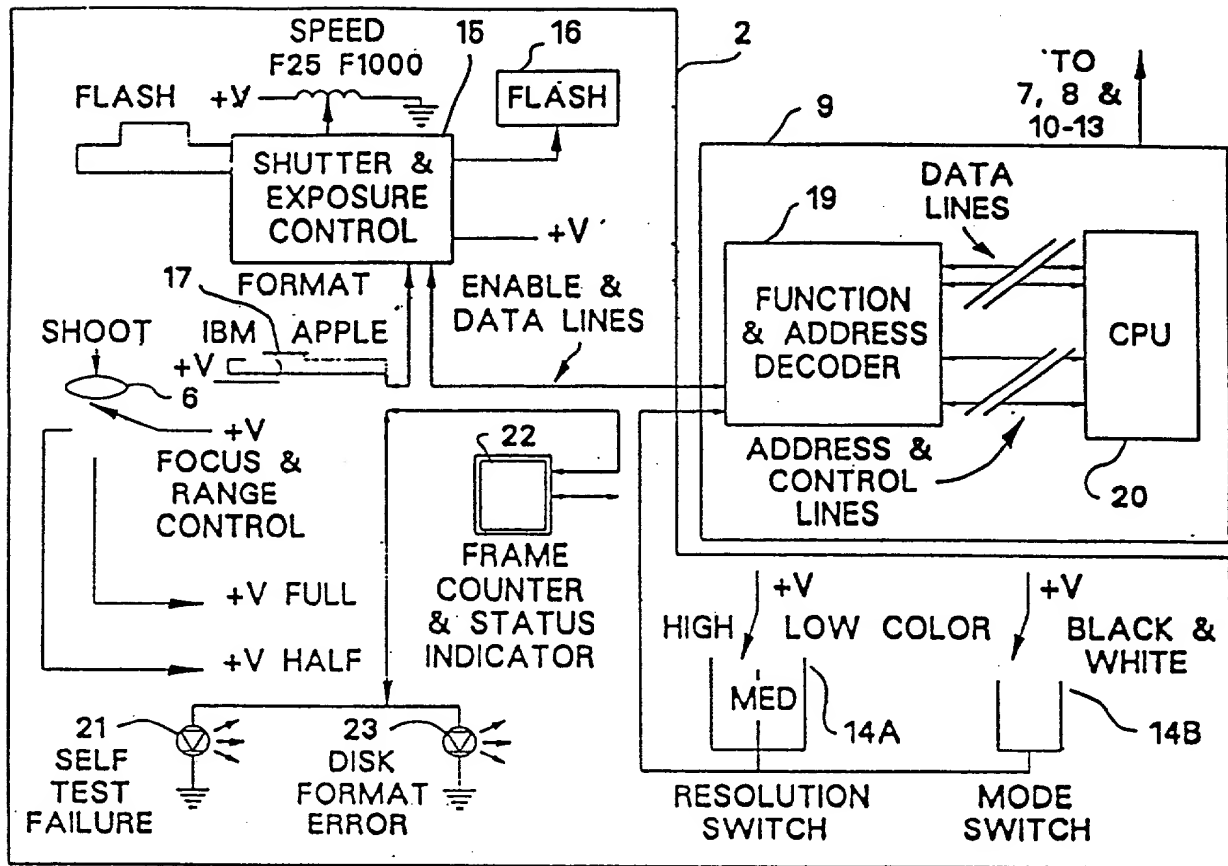 SPEED
F25 F1000
15
16
2
FLASH
+V
FLASH
SHUTTER &
EXPOSURE
CONTROL
+V
17
FORMAT
IBM APPLE
+V
ENABLE &
DATA LINES
SHOOT
6
+V
FOCUS &
RANGE
CONTROL
22
FRAME
COUNTER
& STATUS
INDICATOR
+V FULL
+V HALF
21
SELF
TEST
FAILURE
23
DISK
FORMAT
ERROR
TO
7, 8 &
10-13
9
DATA
LINES
19
FUNCTION
& ADDRESS
DECODER
CPU
ADDRESS &
CONTROL
LINES
20
+V
HIGH LOW
MED
14A
RESOLUTION
SWITCH
+V
COLOR BLACK &
WHITE
14B
MODE
SWITCH